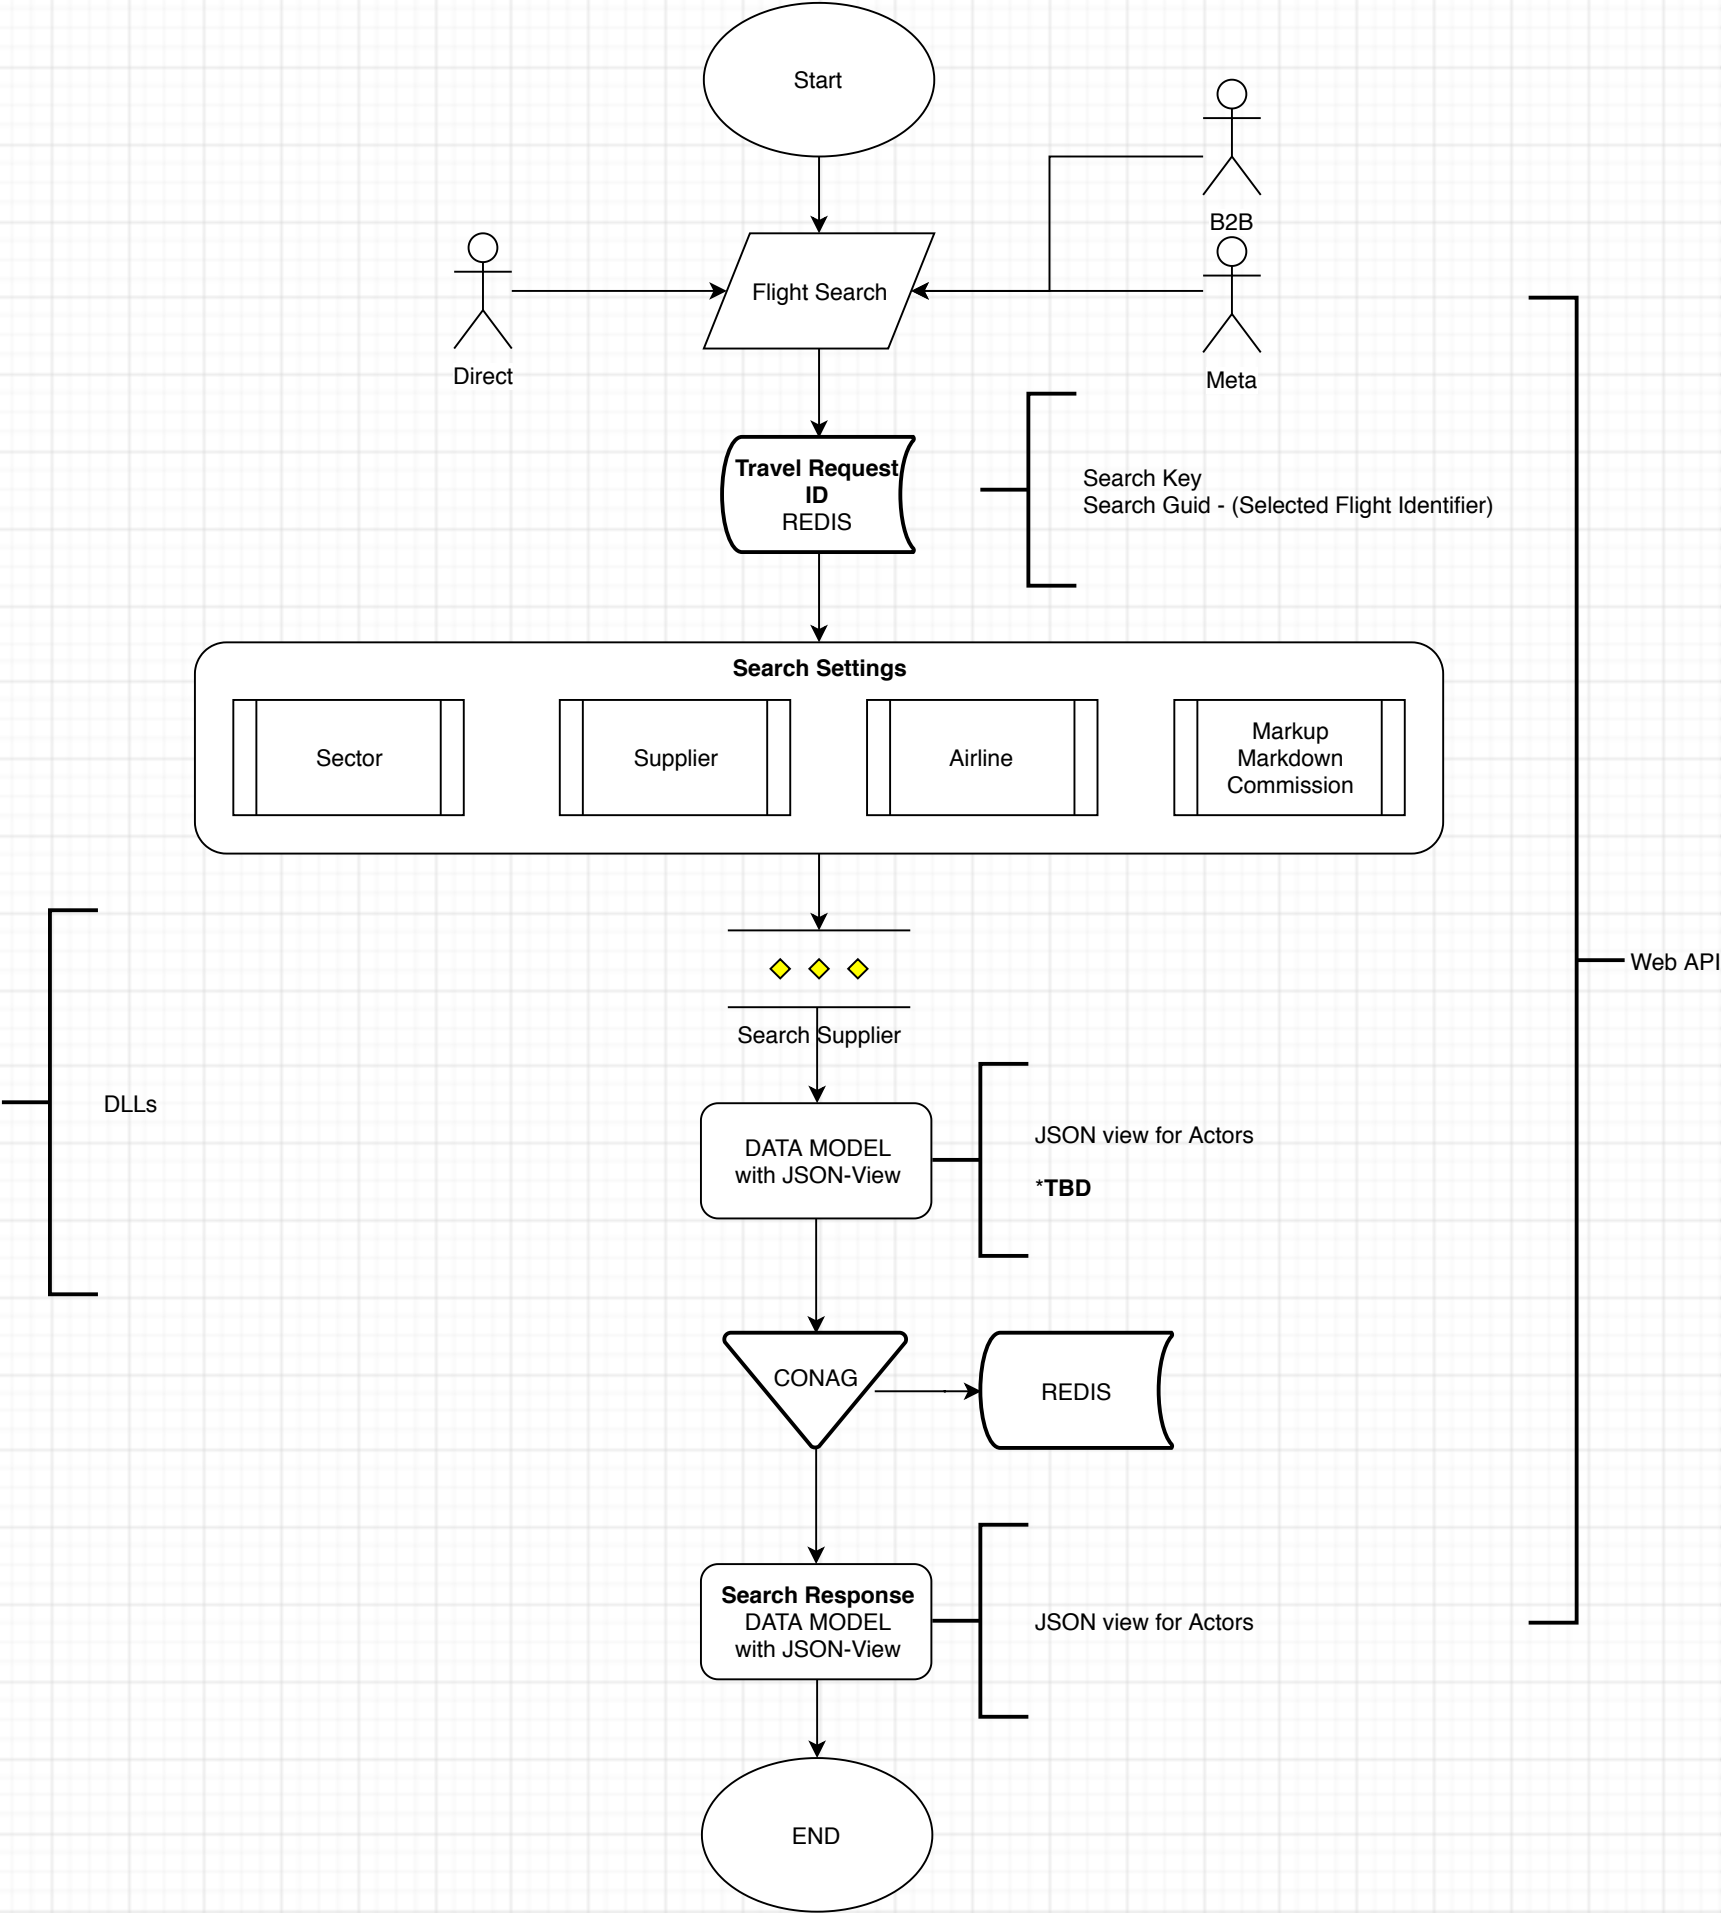 Start
B2B
Flight Search
Direct
Meta
Travel Request
ID
REDIS
Search Key
Search Guid - (Selected Flight Identifier)
Search Settings
Sector
Supplier
Airline
Markup
Markdown
Commission
Web API
Search Supplier
DLLs
DATA MODEL
with JSON-View
JSON view for Actors
*TBD
CONAG
REDIS
Search Response
DATA MODEL
with JSON-View
JSON view for Actors
END